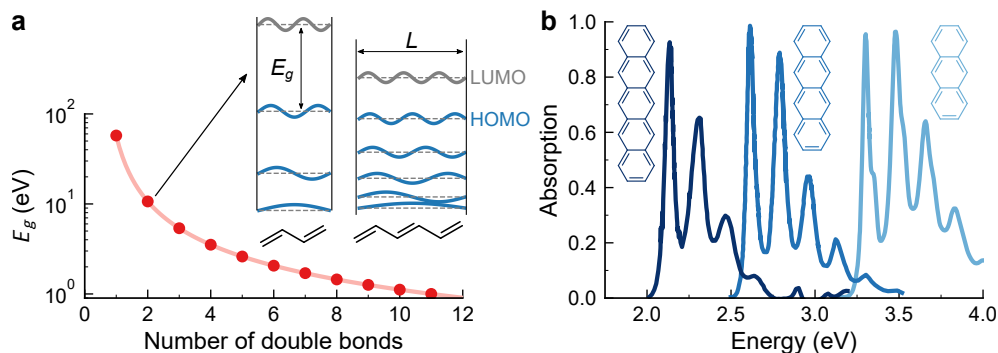 a
L
E_g
LUMO
HOMO
E_g (eV)
10^2
10^1
10^0
0 2 4 6 8 10 12
Number of double bonds
b
Absorption
1.0
0.8
0.6
0.4
0.2
0.0
2.0 2.5 3.0 3.5 4.0
Energy (eV)